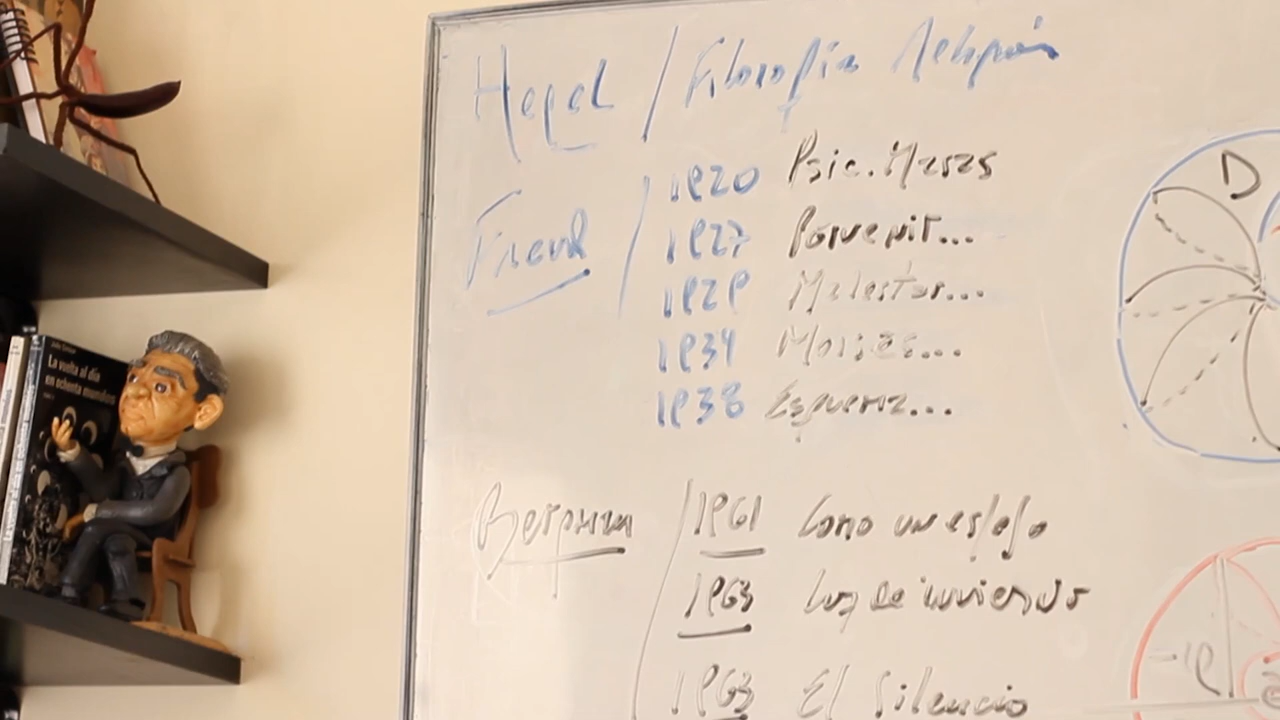 Hegel / Filosofía Religión
Freud / 1920 Psic. Masas
1927 Porvenir...
1929 Malestar...
1934 Moisés...
1938 Esquema...
Bergman / 1961 Como un espejo
1963 Luz de invierno
1963 El Silencio
D
-φ
a
La vuelta al día
en ochenta mundos